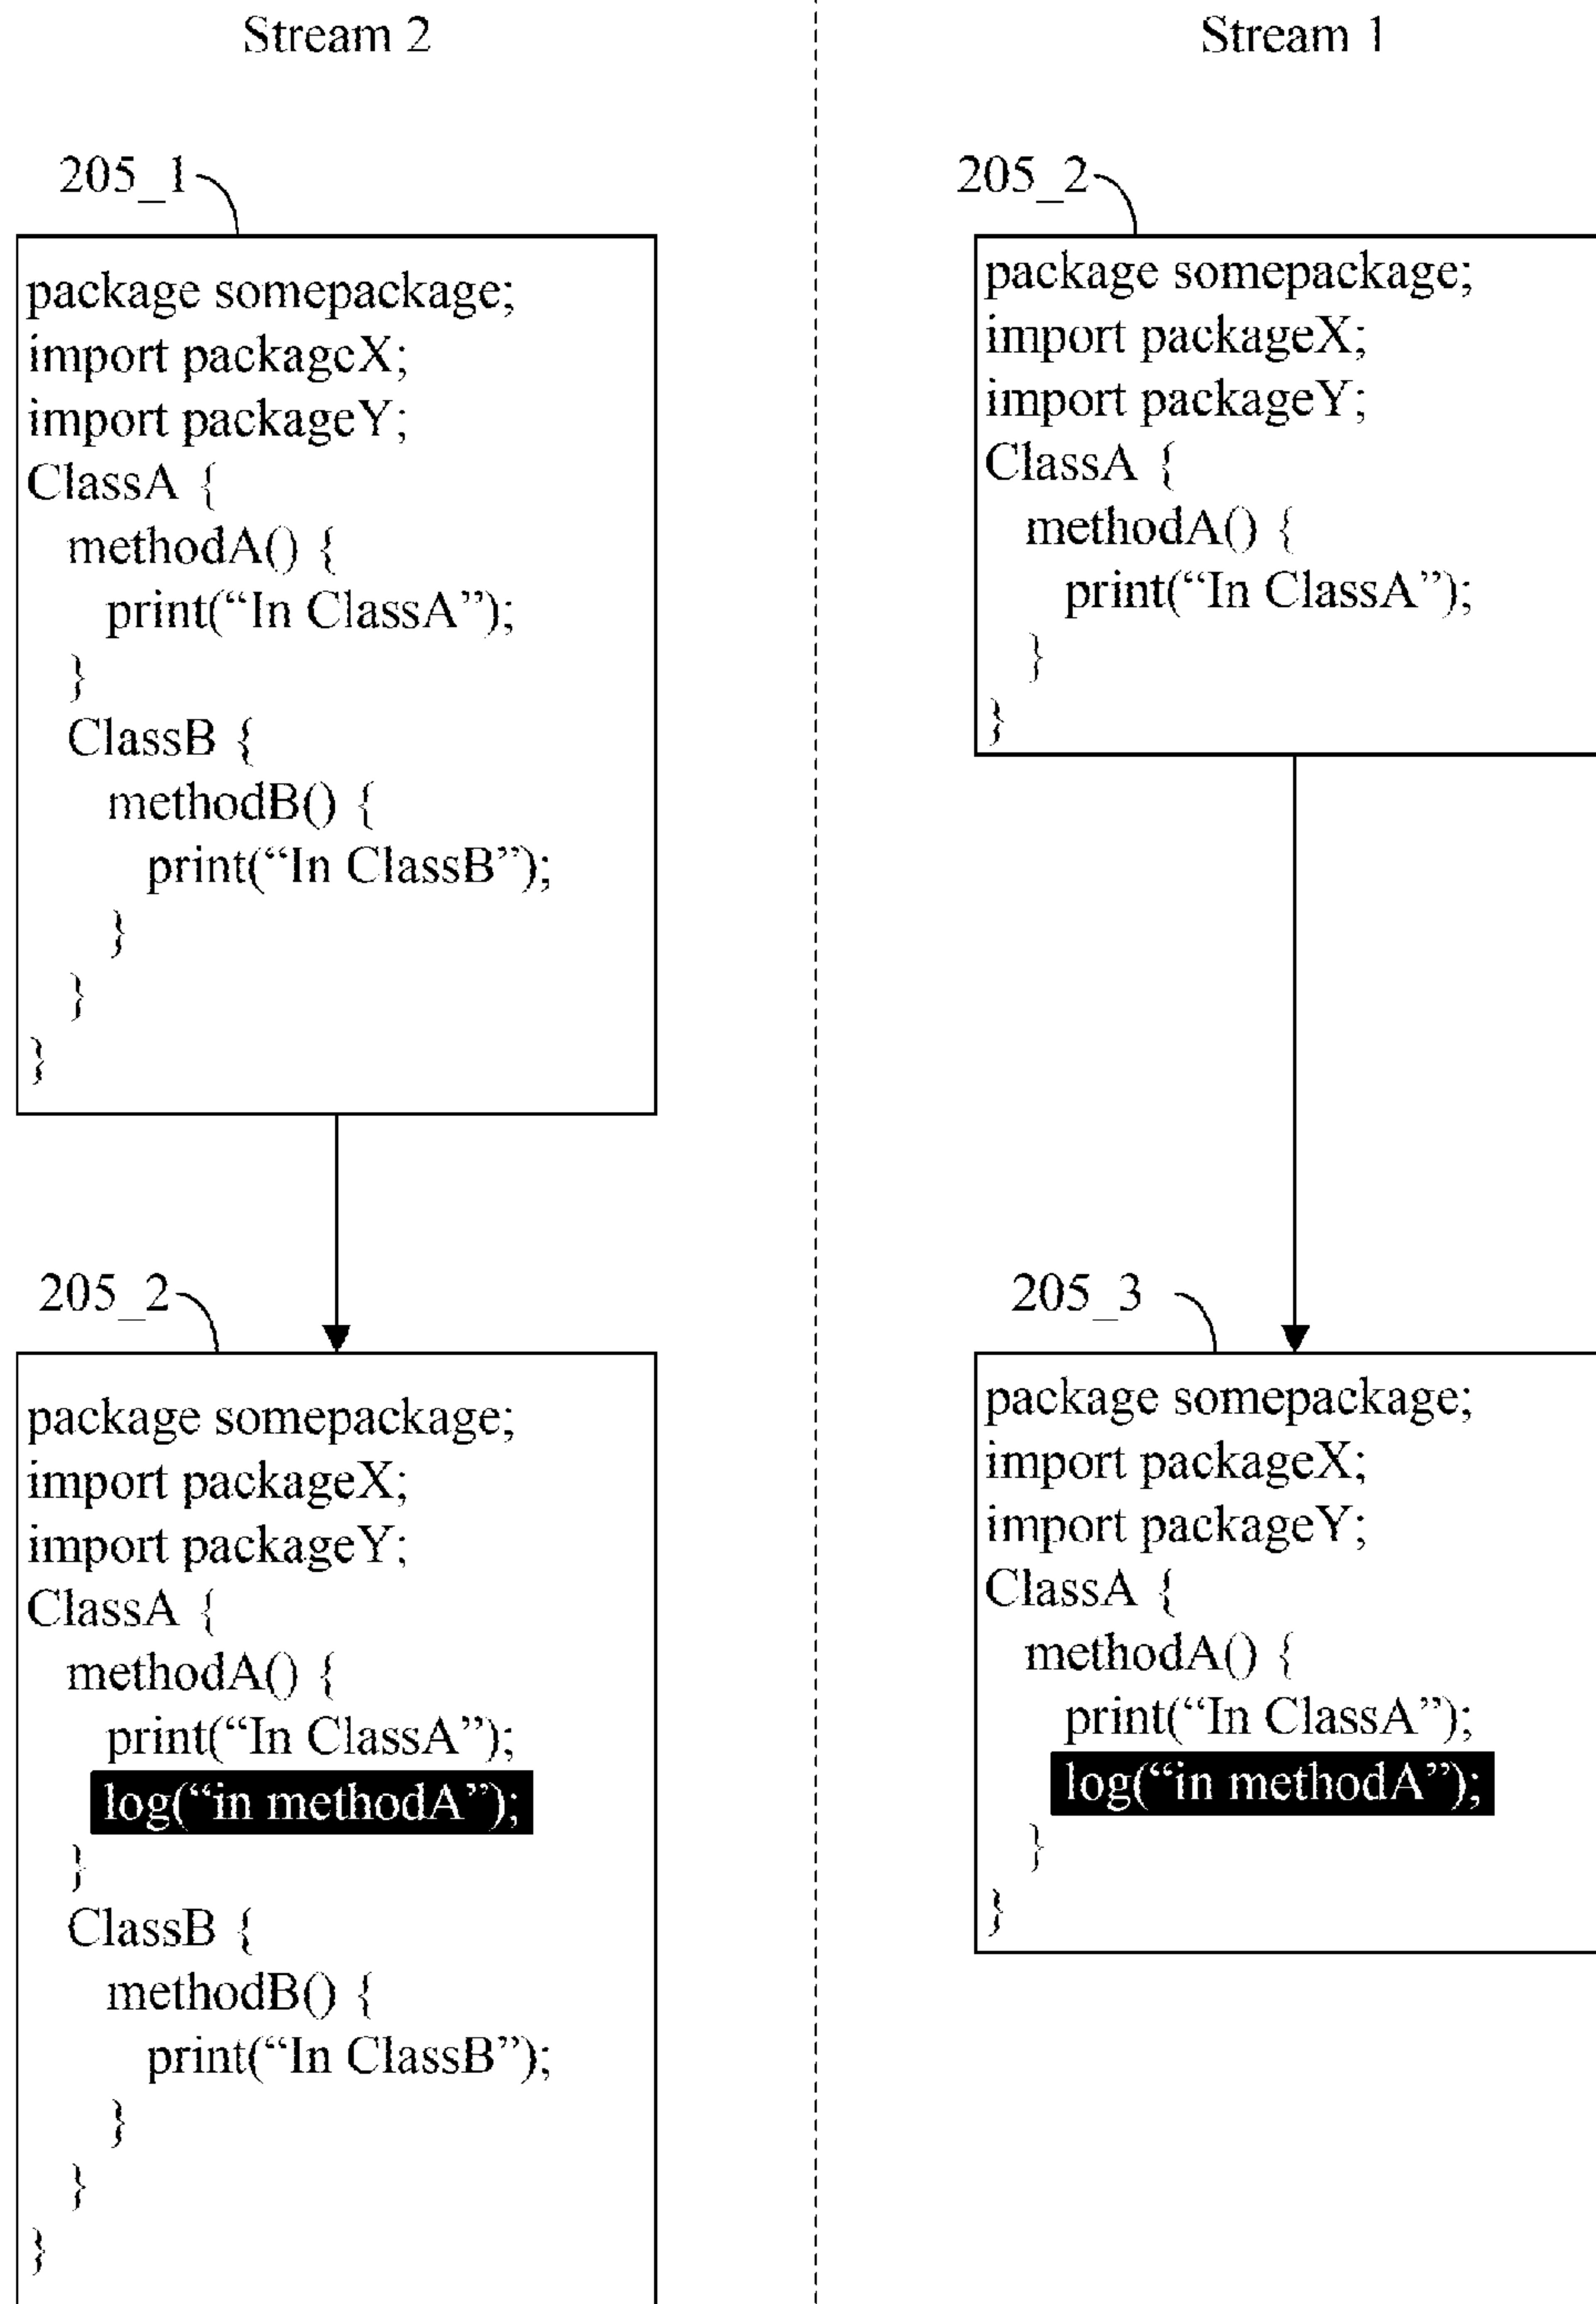 Stream 2
205_1
package somepackage;
import packageX;
import packageY;
ClassA {
methodA() {
print(“In ClassA”);
}
ClassB {
methodB() {
print(“In ClassB”);
}
}
}
205_2
package somepackage;
import packageX;
import packageY;
ClassA {
methodA() {
print(“In ClassA”);
log(“in methodA”);
}
ClassB {
methodB() {
print(“In ClassB”);
}
}
}
Stream 1
205_2
package somepackage;
import packageX;
import packageY;
ClassA {
methodA() {
print(“In ClassA”);
}
}
205_3
package somepackage;
import packageX;
import packageY;
ClassA {
methodA() {
print(“In ClassA”);
log(“in methodA”);
}
}